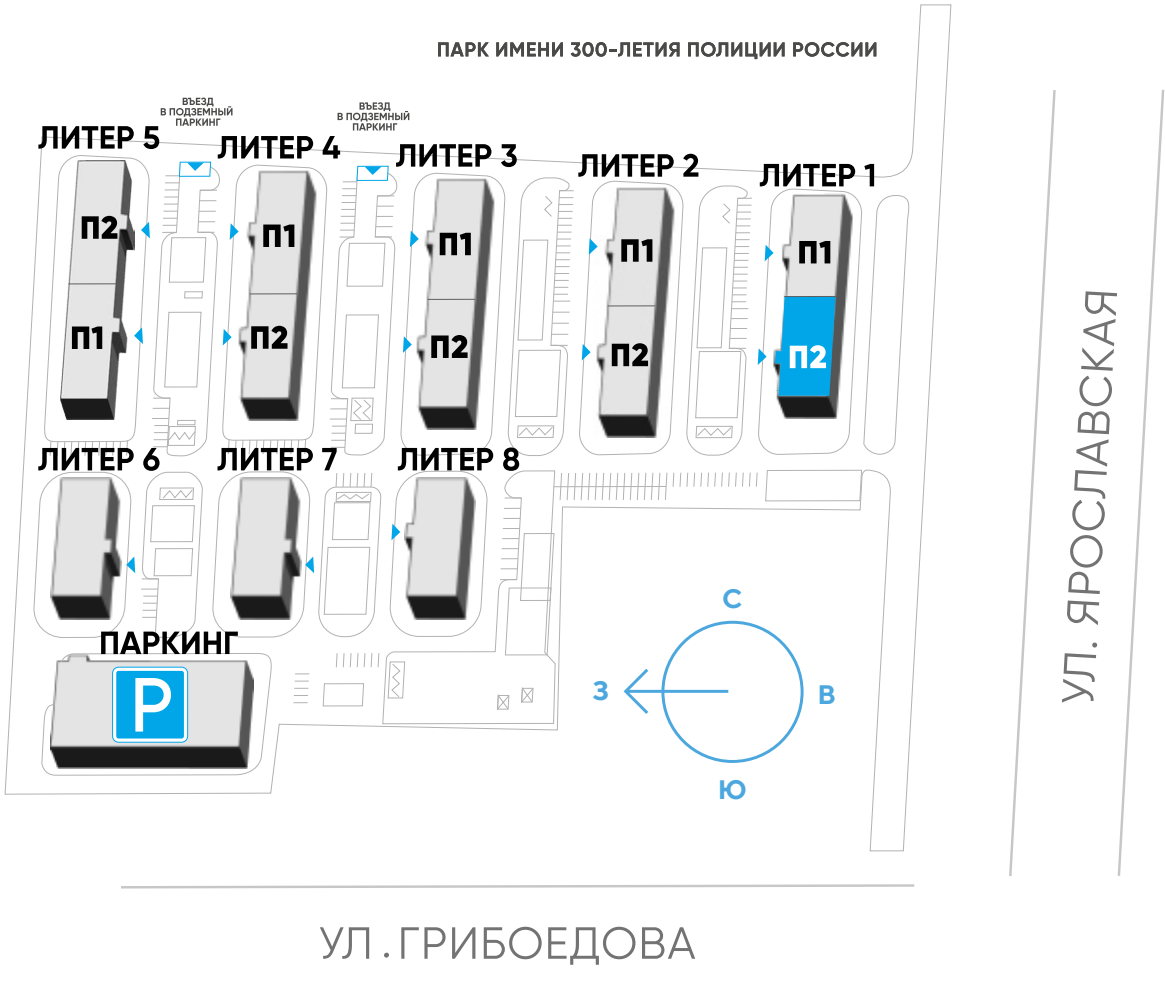 ПАРК ИМЕНИ 300-ЛЕТИЯ ПОЛИЦИИ РОССИИ
ВЪЕЗД
В ПОДЗЕМНЫЙ
ПАРКИНГ
ВЪЕЗД
В ПОДЗЕМНЫЙ
ПАРКИНГ
ЛИТЕР 5
ЛИТЕР 4
ЛИТЕР 3
ЛИТЕР 2
ЛИТЕР 1
П2
П1
П1
П1
П1
П1
П2
П2
П2
П2
ЛИТЕР 6
ЛИТЕР 7
ЛИТЕР 8
ПАРКИНГ
P
С
З
В
Ю
УЛ. ЯРОСЛАВСКАЯ
УЛ. ГРИБОЕДОВА